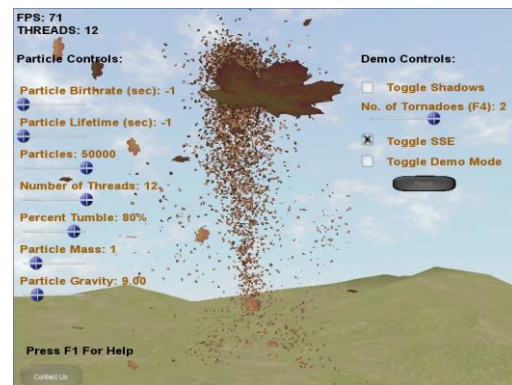 FPS: 71
THREADS: 12
Particle Controls:
Particle Birthrate (sec): -1
Particle Lifetime (sec): -1
Particles: 50000
Number of Threads: 12
Percent Tumble: 80%
Particle Mass: 1
Particle Gravity: 9.00
Press F1 For Help
Contact Us
Demo Controls:
Toggle Shadows
No. of Tornadoes (F4): 2
Toggle SSE
Toggle Demo Mode